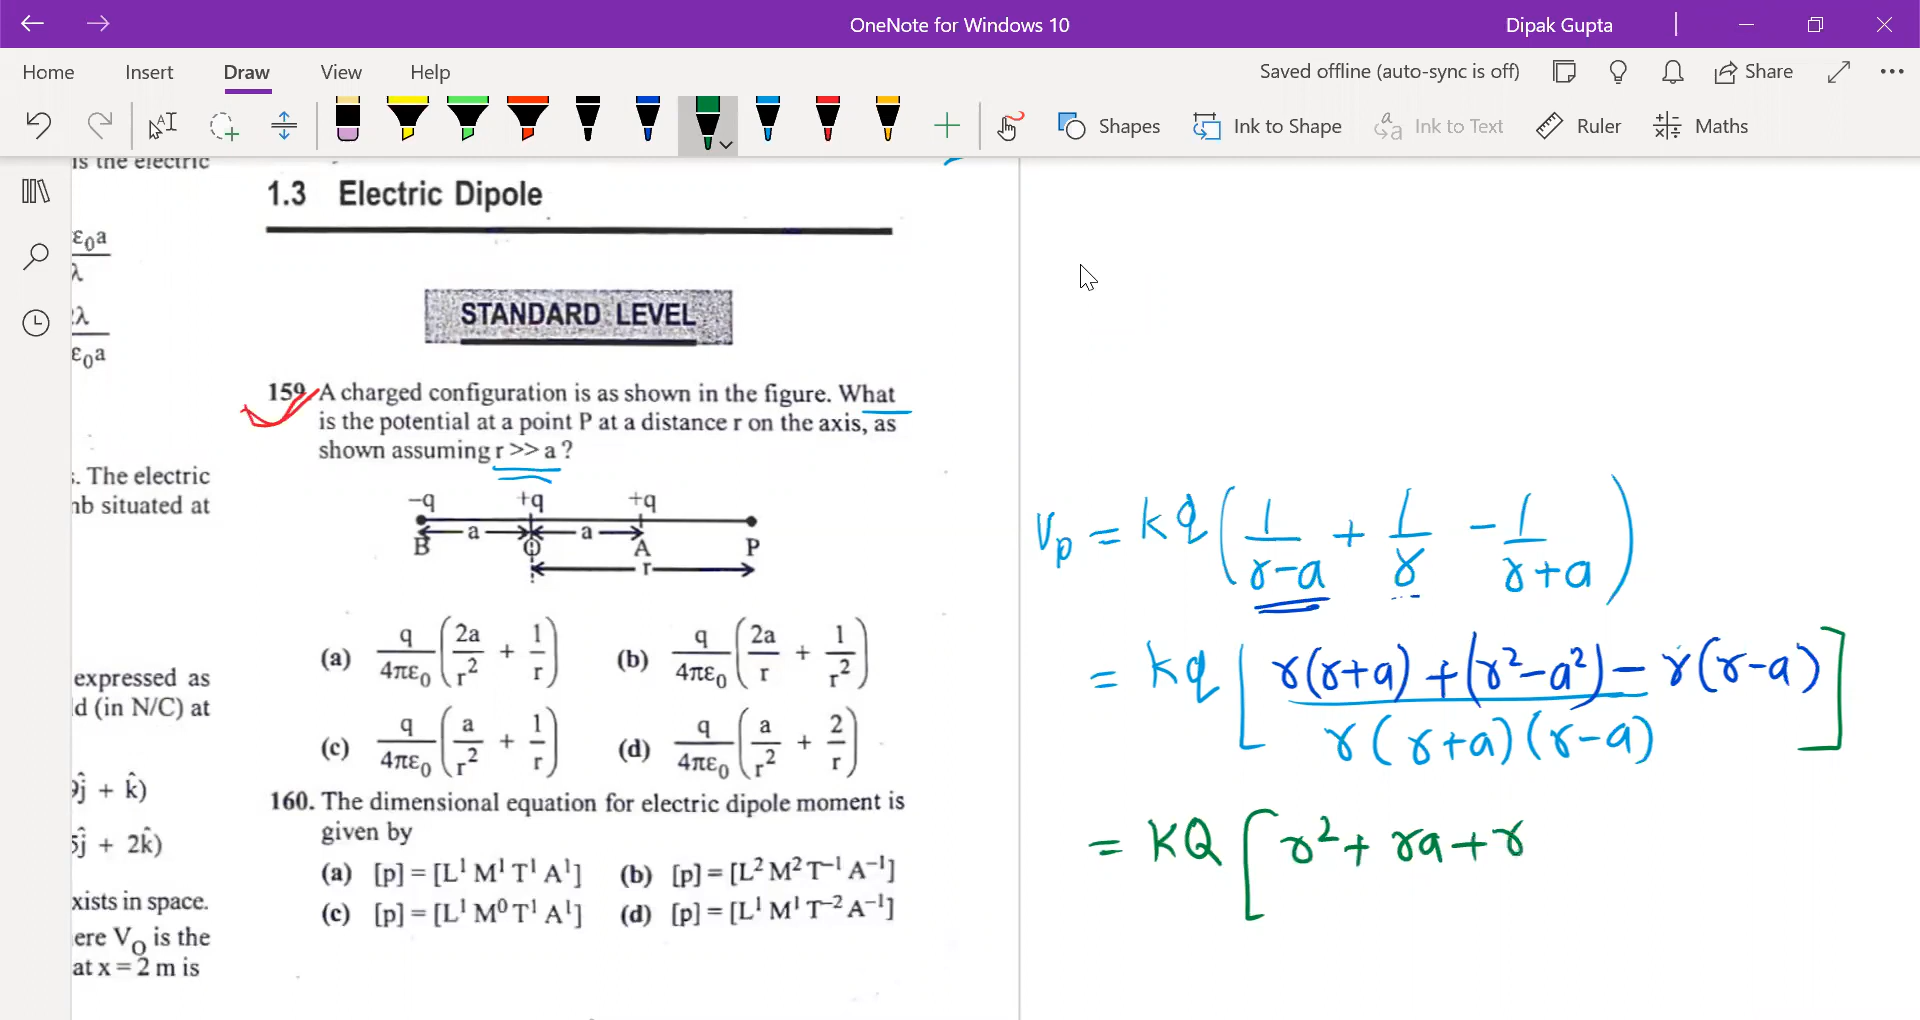 OneNote for Windows 10
Dipak Gupta
Home Insert Draw View Help
Saved offline (auto-sync is off) Share
Shapes Ink to Shape Ink to Text Ruler Maths
is the electric
ε₀a
λ
λ
ε₀a
. The electric
nb situated at
expressed as
d (in N/C) at
ĵ + k̂)
ĵ + 2k̂)
xists in space.
ere V_O is the
at x = 2 m is
1.3 Electric Dipole
STANDARD LEVEL
159. A charged configuration is as shown in the figure. What
is the potential at a point P at a distance r on the axis, as
shown assuming r >> a ?
−q +q +q
a a
B O A P
r
(a) q/4πε₀ (2a/r² + 1/r) (b) q/4πε₀ (2a/r + 1/r²)
(c) q/4πε₀ (a/r² + 1/r) (d) q/4πε₀ (a/r² + 2/r)
160. The dimensional equation for electric dipole moment is
given by
(a) [p] = [L¹ M¹ T¹ A¹] (b) [p] = [L² M² T⁻¹ A⁻¹]
(c) [p] = [L¹ M⁰ T¹ A¹] (d) [p] = [L¹ M¹ T⁻² A⁻¹]
V_p = kQ (1/(r−a) + 1/r − 1/(r+a))
= kq [ (r(r+a) + (r²−a²) − r(r−a)) / (r(r+a)(r−a)) ]
= KQ [ r² + ra + r